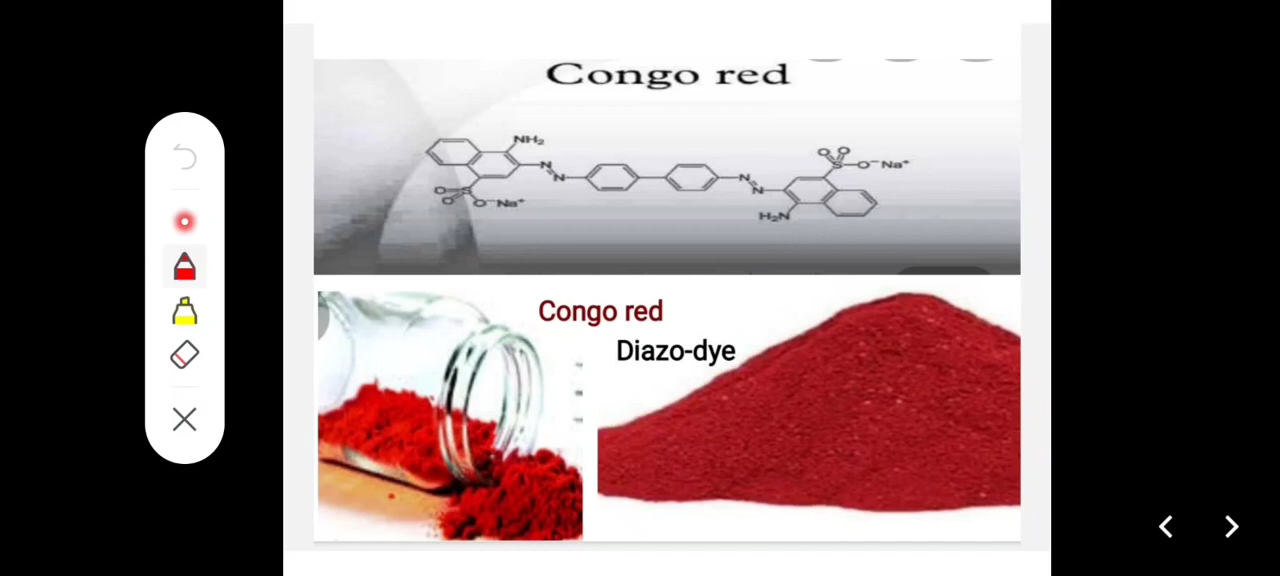 Congo red
NH₂
N
N
N
N
O
S
O
O⁻Na⁺
O
O
S
O⁻Na⁺
H₂N
Congo red
Diazo-dye